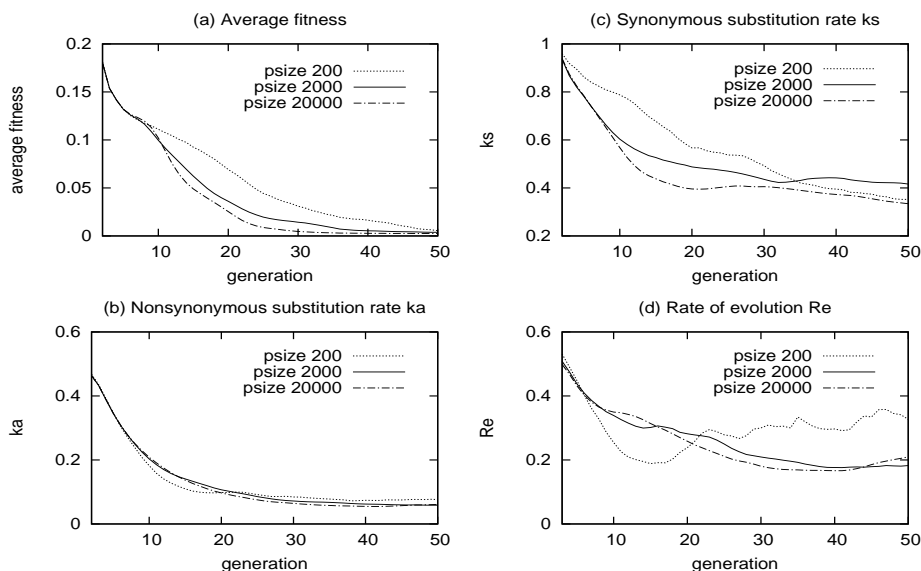 (a) Average fitness
average fitness
0.2
0.15
0.1
0.05
0
psize 200
psize 2000
psize 20000
10 20 30 40 50
generation
(c) Synonymous substitution rate ks
ks
1
0.8
0.6
0.4
0.2
psize 200
psize 2000
psize 20000
10 20 30 40 50
generation
(b) Nonsynonymous substitution rate ka
ka
0.6
0.4
0.2
0
psize 200
psize 2000
psize 20000
10 20 30 40 50
generation
(d) Rate of evolution Re
Re
0.6
0.4
0.2
0
psize 200
psize 2000
psize 20000
10 20 30 40 50
generation